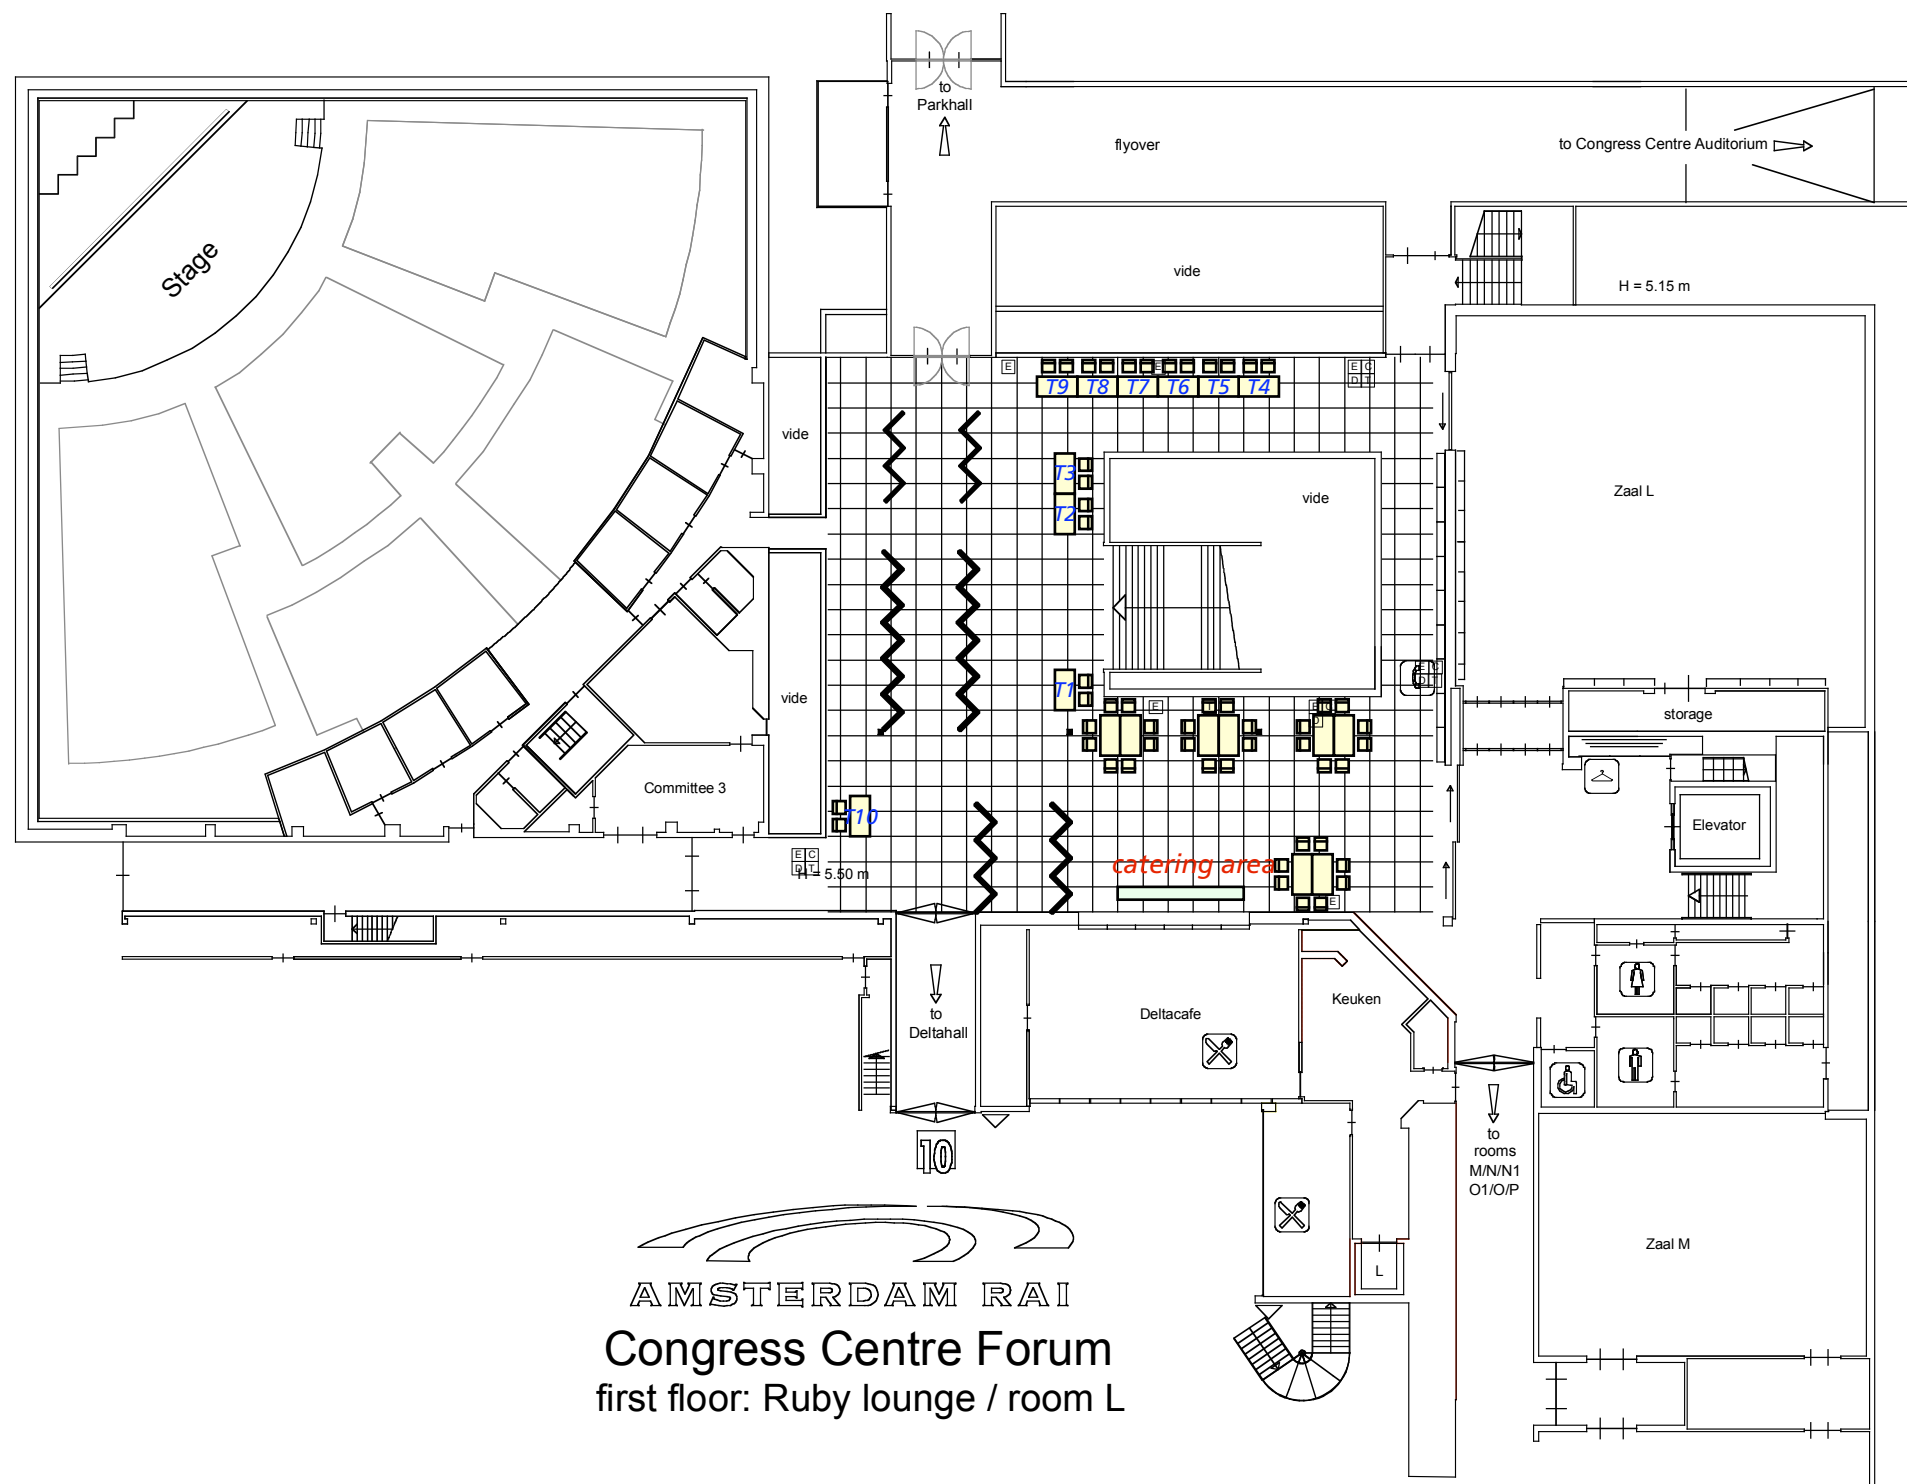 to
Parkhall
flyover
to Congress Centre Auditorium
Stage
vide
H = 5.15 m
E
E
E C
D T
T9 T8 T7 T6 T5 T4
vide
T3
vide
Zaal L
T2
E C
D T
T1
vide
E
E C
D
storage
Committee 3
T10
Elevator
E C
D T
H = 5.50 m
catering area
E
Keuken
to
Deltahall
Deltacafe
to
rooms
M/N/N1
O1/O/P
10
Zaal M
L
AMSTERDAM RAI
Congress Centre Forum
first floor: Ruby lounge / room L